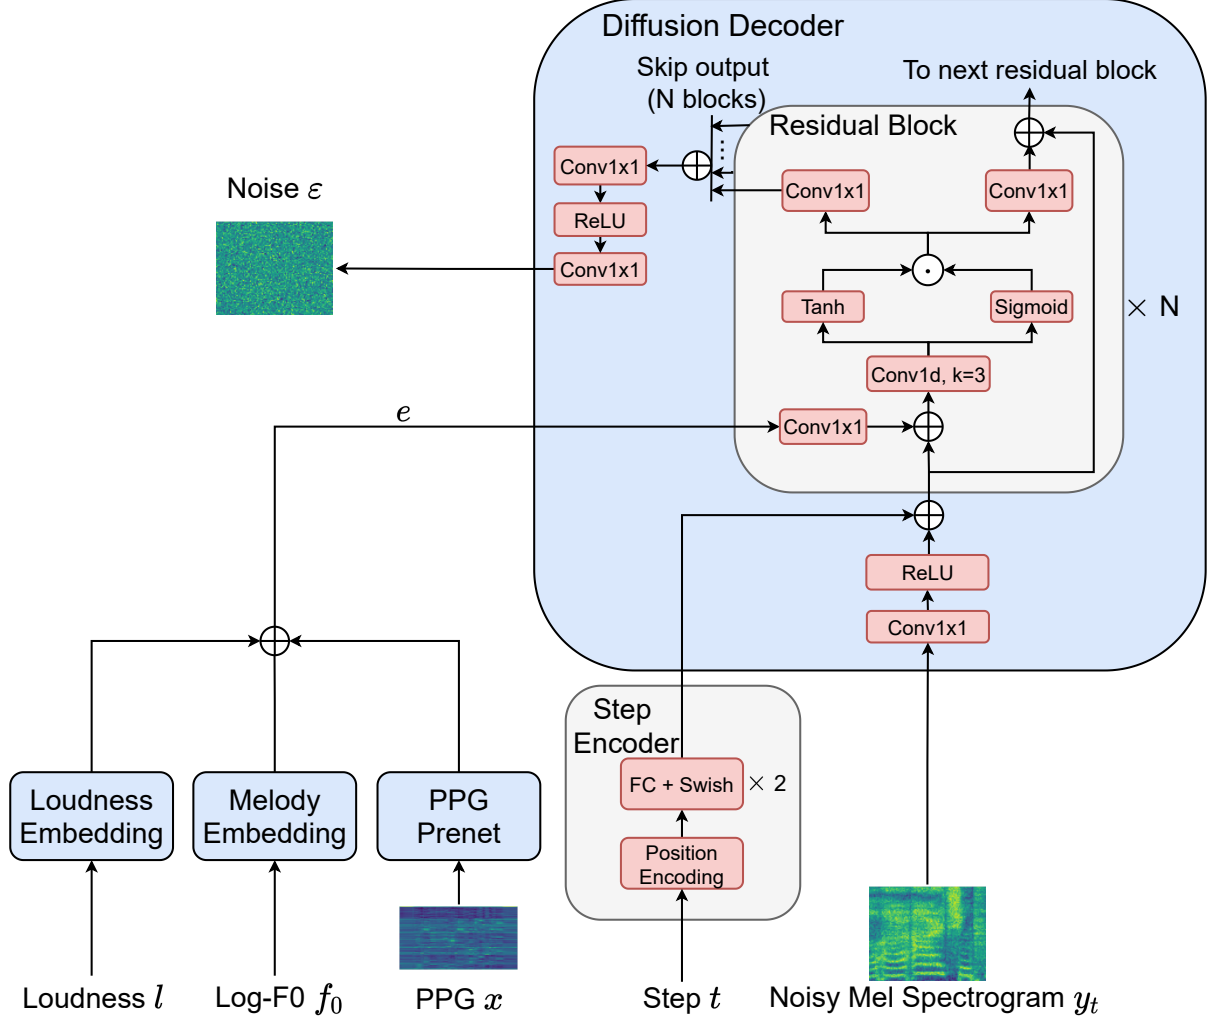 Diffusion Decoder
Skip output
(N blocks)
To next residual block
Residual Block
Conv1x1
Conv1x1
Conv1x1
Noise ε
ReLU
Conv1x1
Tanh
Sigmoid
× N
Conv1d, k=3
e
Conv1x1
ReLU
Conv1x1
Step
Encoder
FC + Swish
× 2
Loudness
Embedding
Melody
Embedding
PPG
Prenet
Position
Encoding
Loudness l
Log-F0 f₀
PPG x
Step t
Noisy Mel Spectrogram yₜ